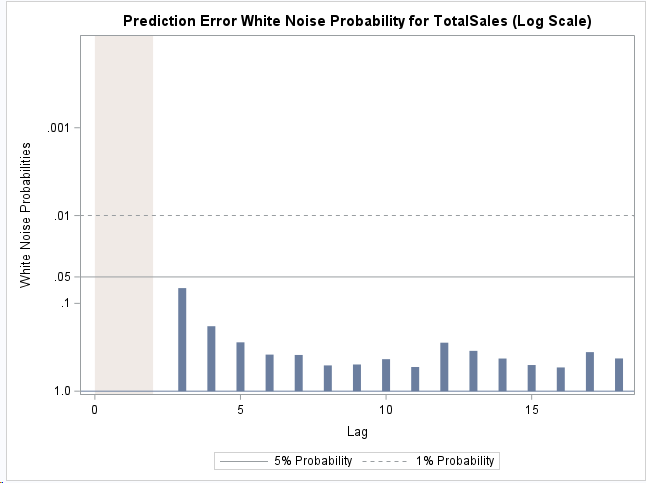 Prediction Error White Noise Probability for TotalSales (Log Scale)
White Noise Probabilities
.001
.01
.05
.1
1.0
0 5 10 15
Lag
5% Probability 1% Probability